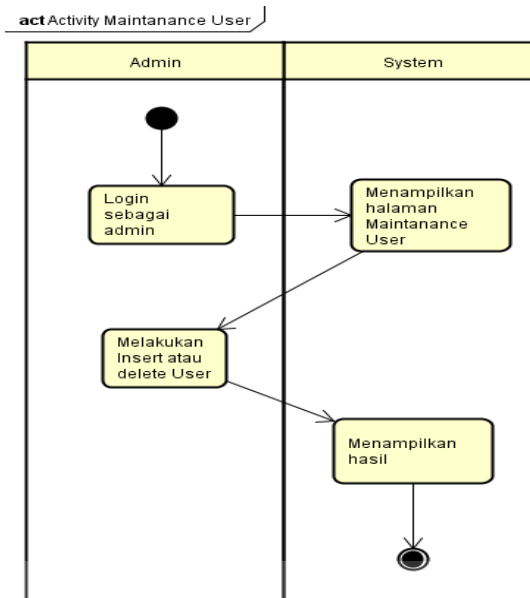 act Activity Maintanance User
Admin
System
Login
sebagai
admin
Menampilkan
halaman
Maintanance
User
Melakukan
Insert atau
delete User
Menampilkan
hasil